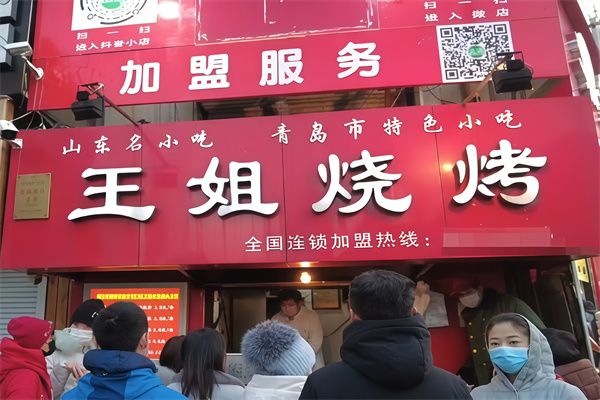 扫一扫
进入抖音小店
扫一扫
进入微店
加盟服务
山东名小吃 青岛市特色小吃
王姐烧烤
全国连锁加盟热线：